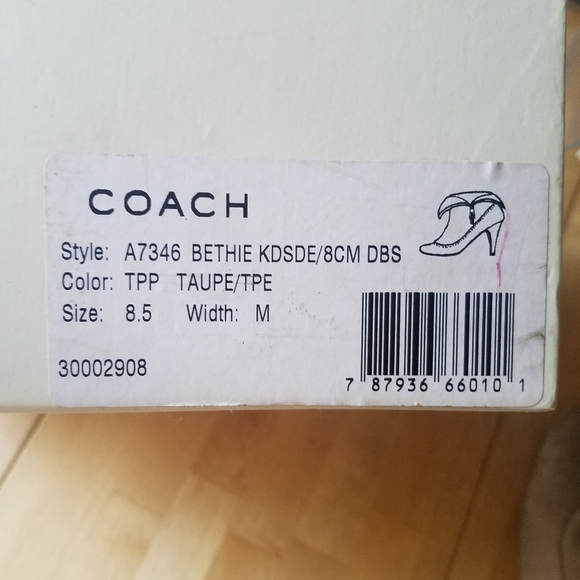 COACH
Style: A7346 BETHIE KDSDE/8CM DBS
Color: TPP TAUPE/TPE
Size: 8.5 Width: M
30002908
7 87936 66010 1